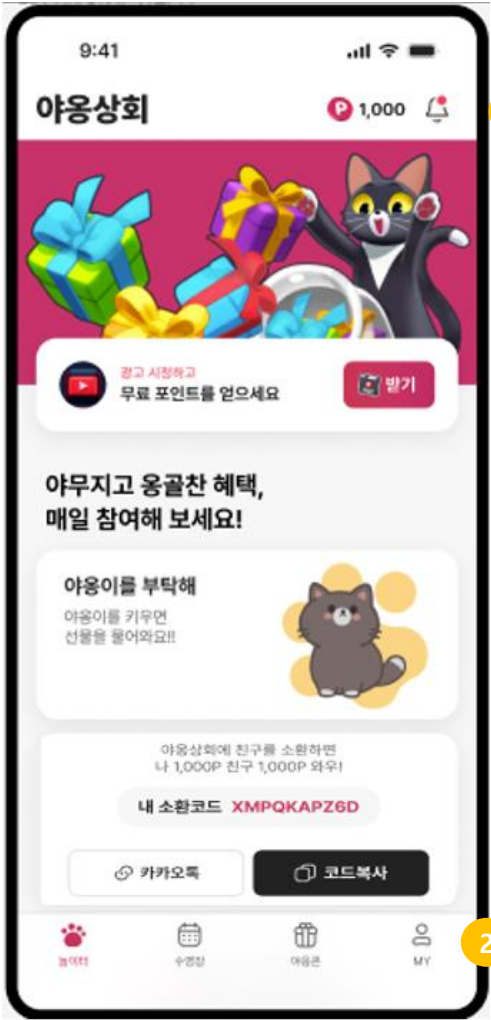 9:41
야옹상회
P 1,000
광고 시청하고
무료 포인트를 얻으세요
받기
야무지고 옹골찬 혜택,
매일 참여해 보세요!
야옹이를 부탁해
야옹이를 키우면
선물을 물어와요!!
야옹상회에 친구를 소환하면
나 1,000P 친구 1,000P 와우!
내 소환코드 XMPQKAPZ6D
카카오톡
코드복사
놀이터
MY
2